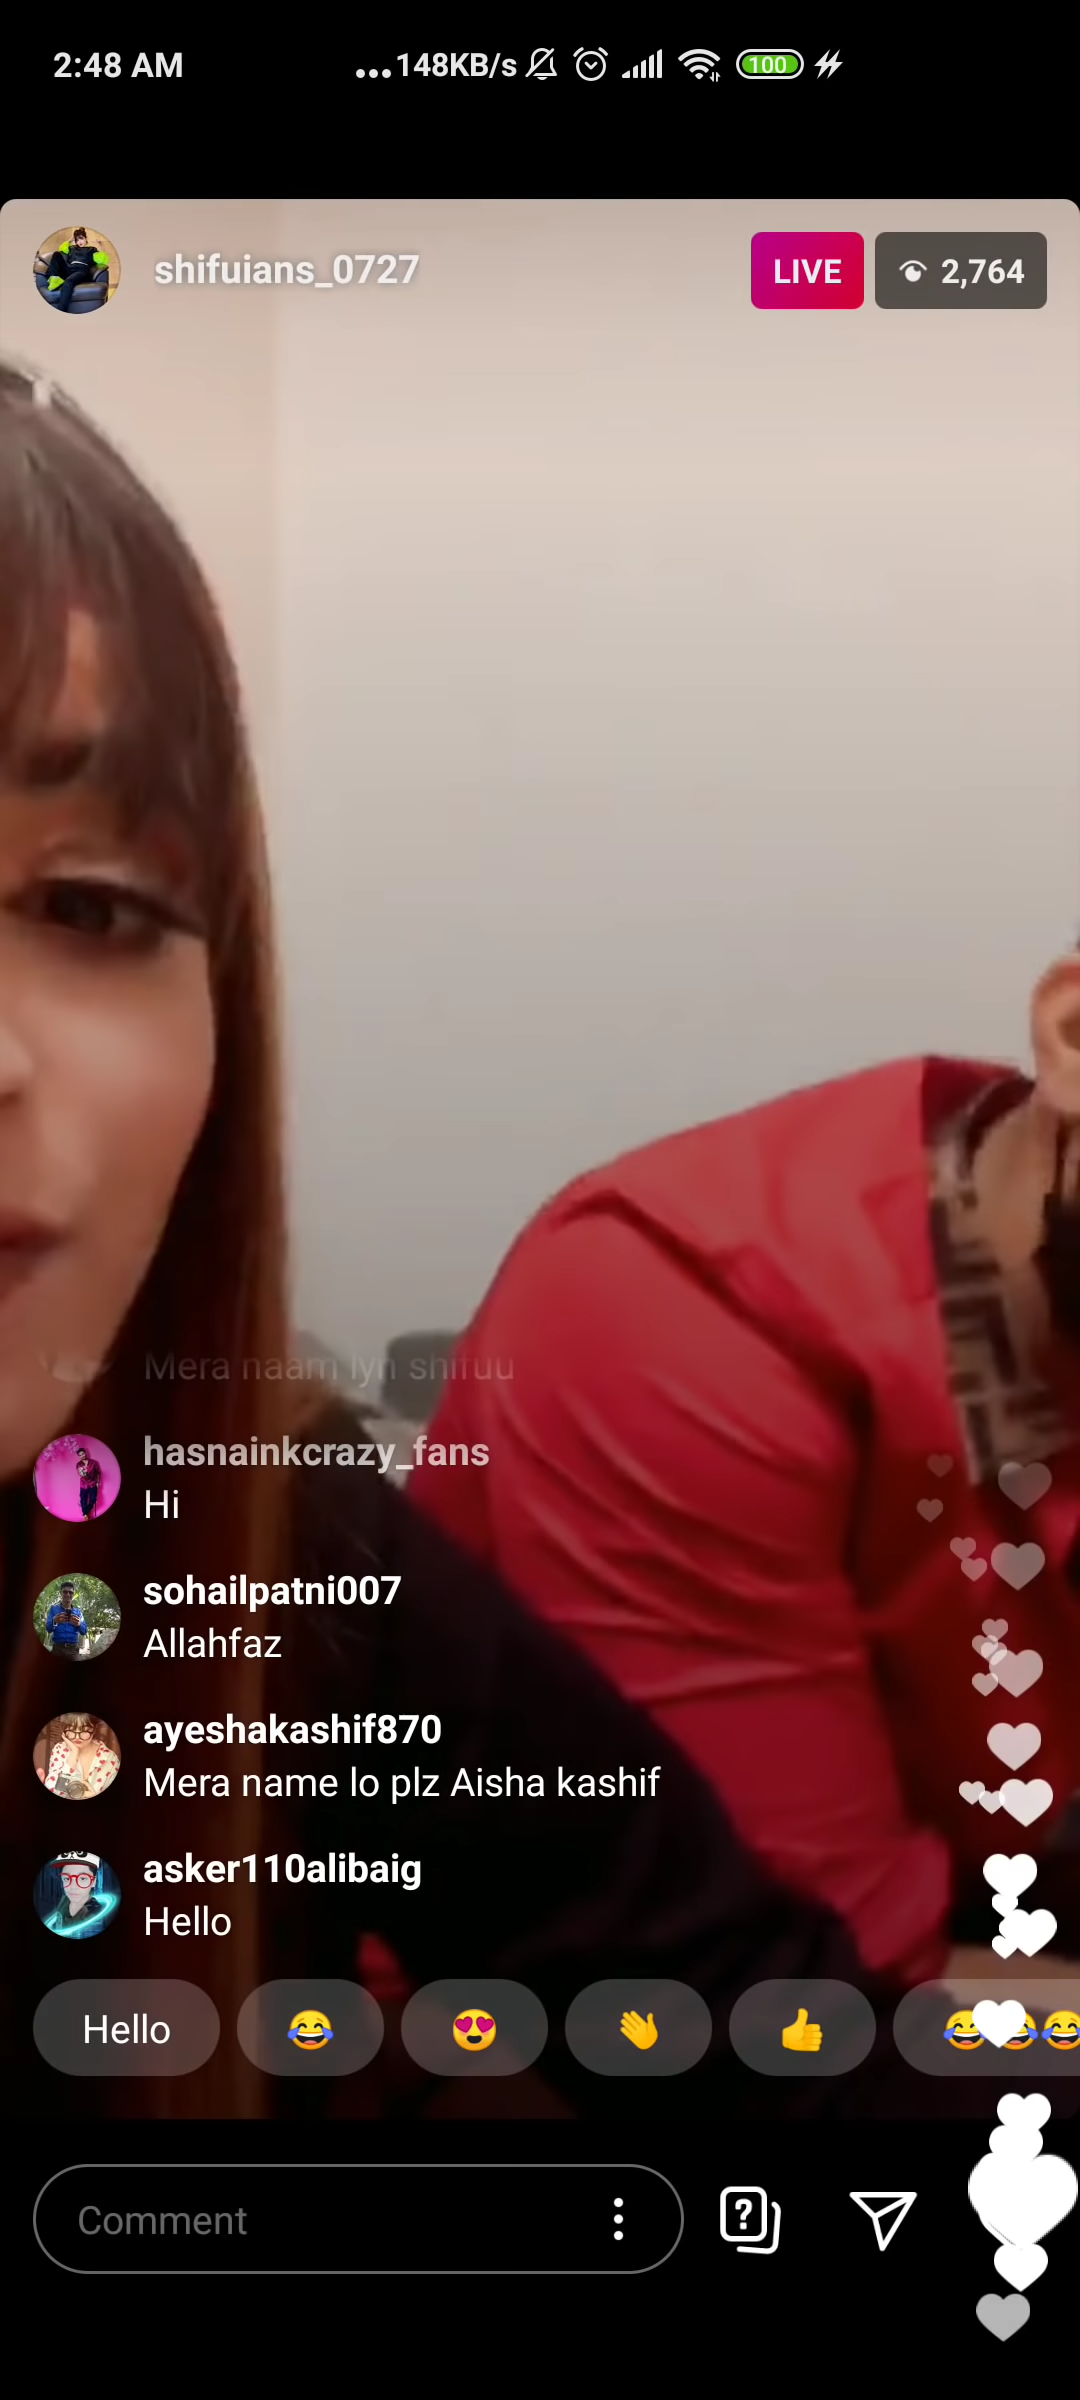 2:48 AM
...148KB/s
100
shifuians_0727
LIVE
2,764
Mera naam lyn shifuu
hasnainkcrazy_fans
Hi
sohailpatni007
Allahfaz
ayeshakashif870
Mera name lo plz Aisha kashif
asker110alibaig
Hello
Hello
Comment